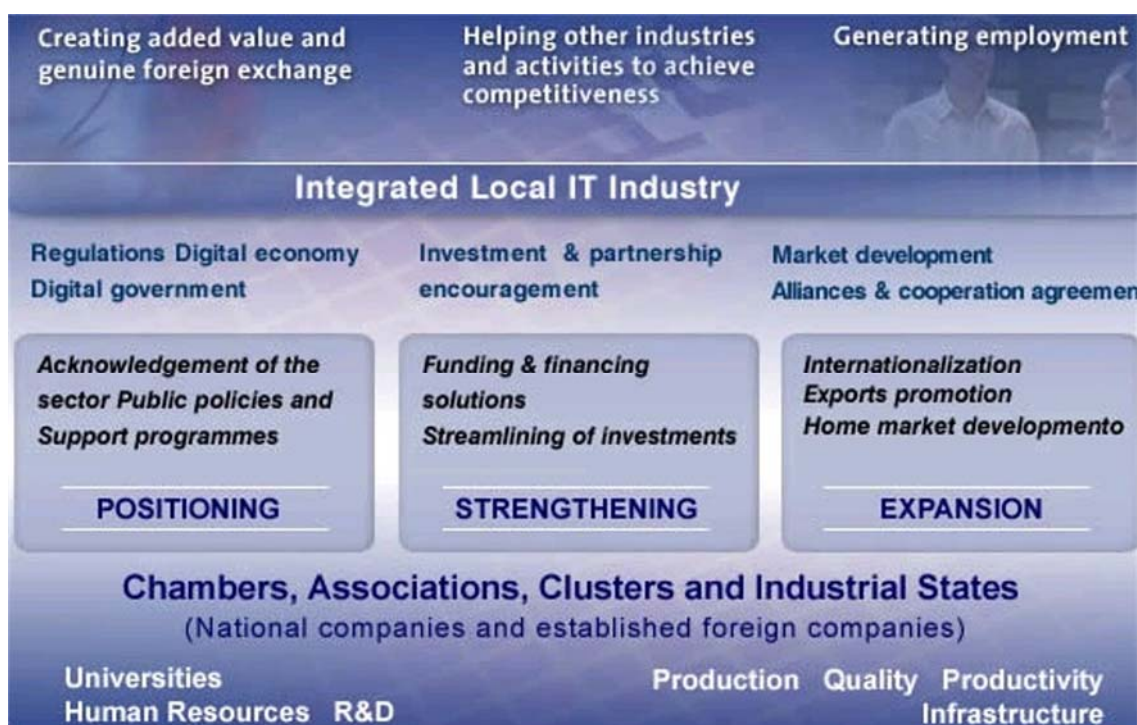 Creating added value and
genuine foreign exchange
Helping other industries
and activities to achieve
competitiveness
Generating employment
Integrated Local IT Industry
Regulations Digital economy
Digital government
Investment & partnership
encouragement
Market development
Alliances & cooperation agreemen
Acknowledgement of the
sector Public policies and
Support programmes
POSITIONING
Funding & financing
solutions
Streamlining of investments
STRENGTHENING
Internationalization
Exports promotion
Home market developmento
EXPANSION
Chambers, Associations, Clusters and Industrial States
(National companies and established foreign companies)
Universities
Human Resources R&D
Production Quality Productivity
Infrastructure